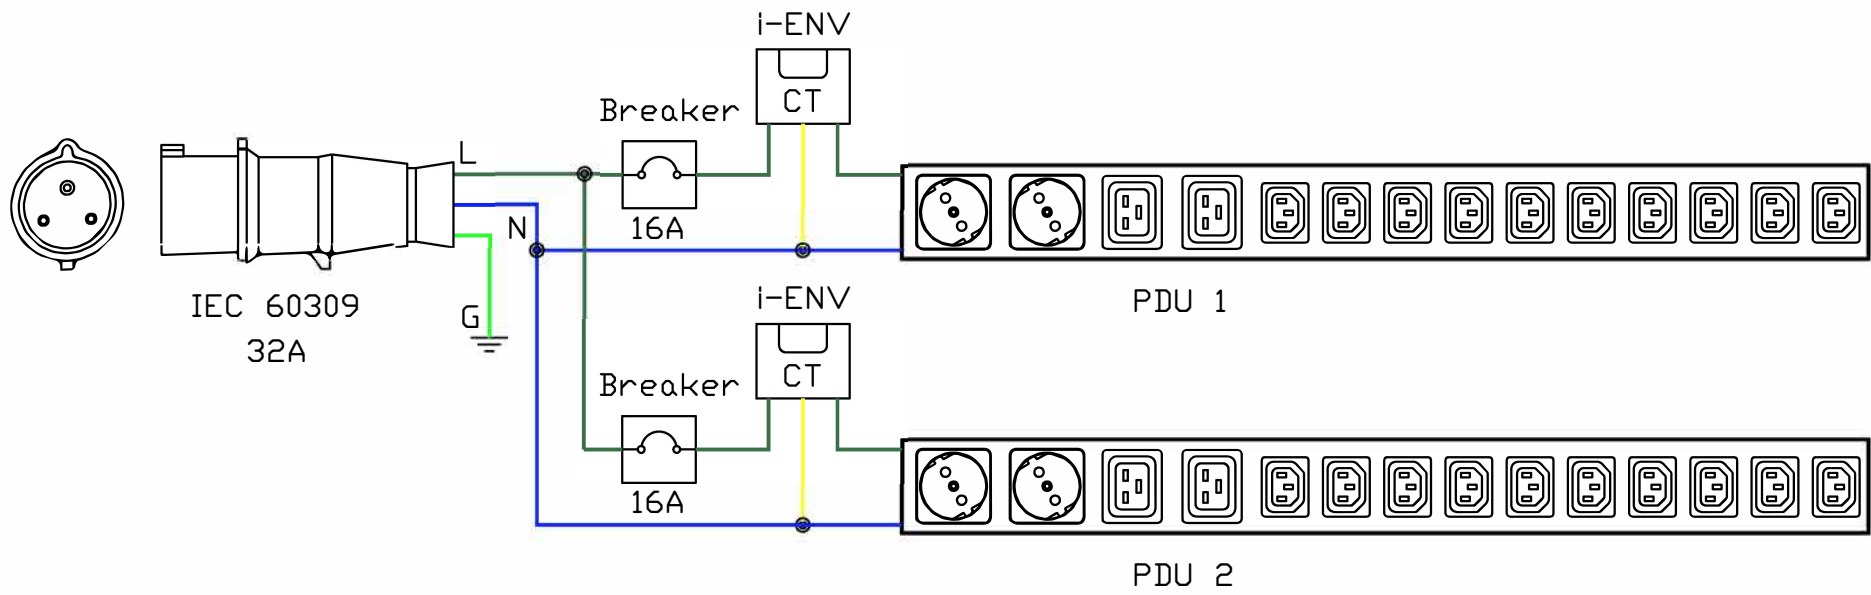 i-ENV
CT
Breaker
L
16A
N
IEC 60309
32A
G
PDU 1
i-ENV
CT
Breaker
16A
PDU 2